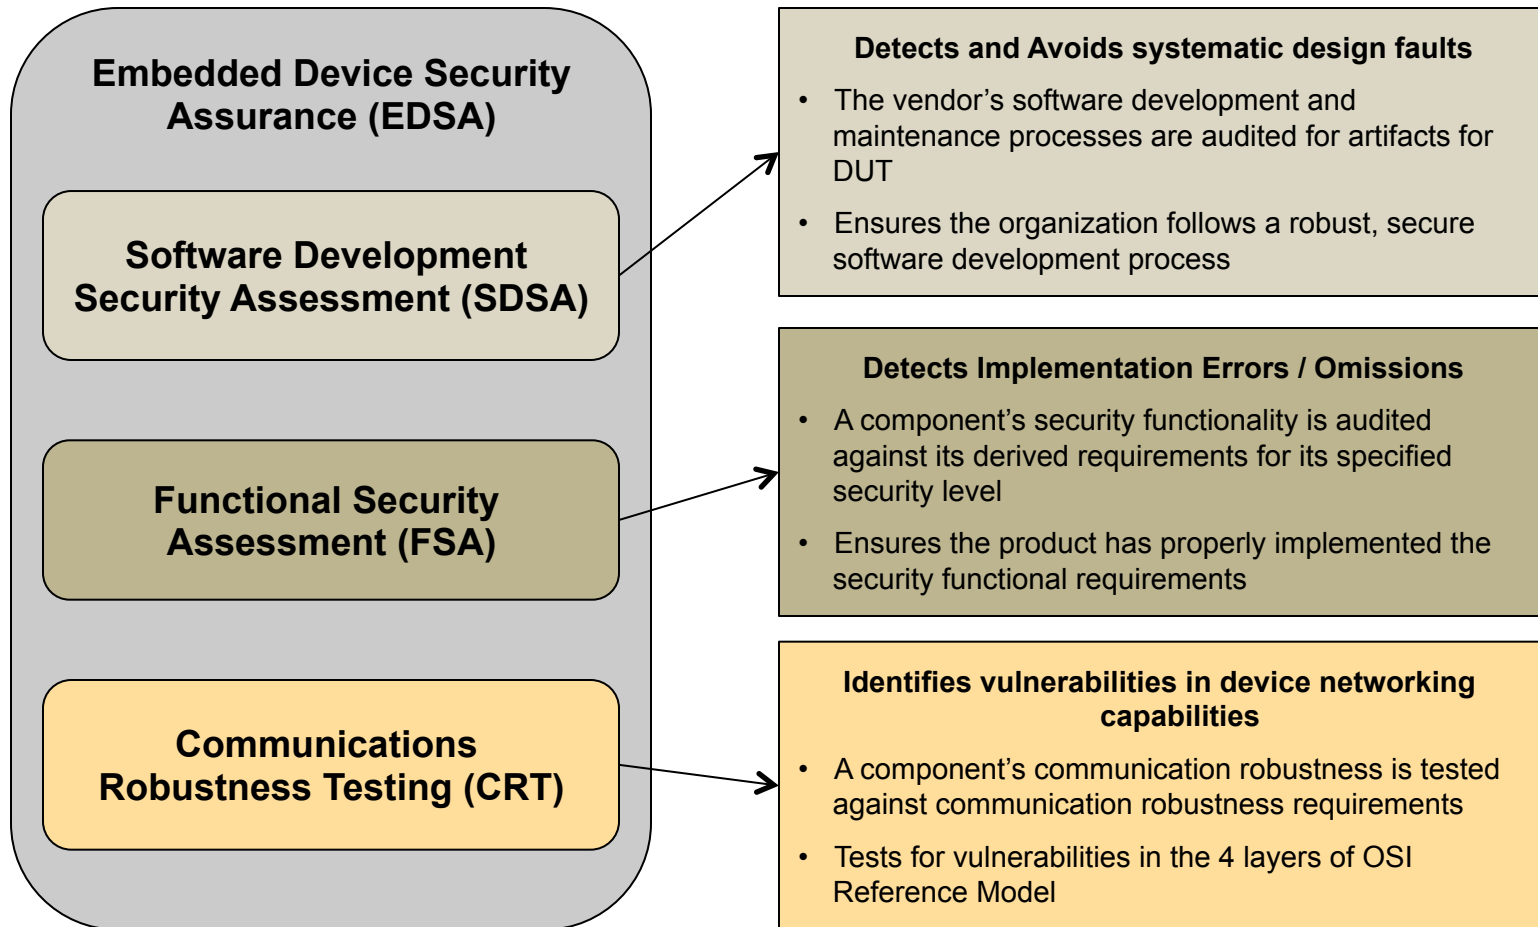 Embedded Device Security
Assurance (EDSA)
Software Development
Security Assessment (SDSA)
Functional Security
Assessment (FSA)
Communications
Robustness Testing (CRT)
Detects and Avoids systematic design faults
• The vendor’s software development and
maintenance processes are audited for artifacts for
DUT
• Ensures the organization follows a robust, secure
software development process
Detects Implementation Errors / Omissions
• A component’s security functionality is audited
against its derived requirements for its specified
security level
• Ensures the product has properly implemented the
security functional requirements
Identifies vulnerabilities in device networking
capabilities
• A component’s communication robustness is tested
against communication robustness requirements
• Tests for vulnerabilities in the 4 layers of OSI
Reference Model